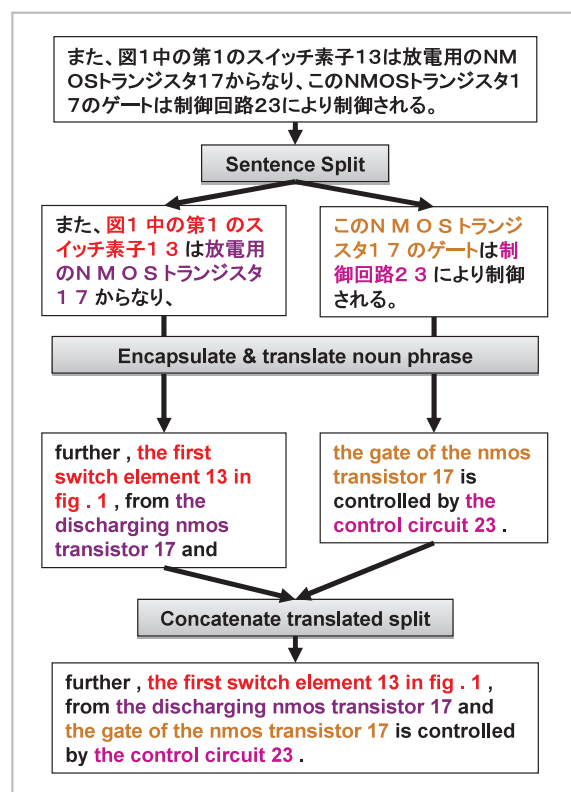 また、図1中の第1のスイッチ素子13は放電用のNM
OSトランジスタ17からなり、このNMOSトランジスタ1
7のゲートは制御回路23により制御される。
Sentence Split
また、図1中の第1のス
イッチ素子13は放電用
のNMOSトランジスタ
17からなり、
このNMOSトランジ
スタ17のゲートは制
御回路23により制御
される。
Encapsulate & translate noun phrase
further , the first
switch element 13 in
fig . 1 , from the
discharging nmos
transistor 17 and
the gate of the nmos
transistor 17 is
controlled by the
control circuit 23 .
Concatenate translated split
further , the first switch element 13 in fig . 1 ,
from the discharging nmos transistor 17 and
the gate of the nmos transistor 17 is controlled
by the control circuit 23 .